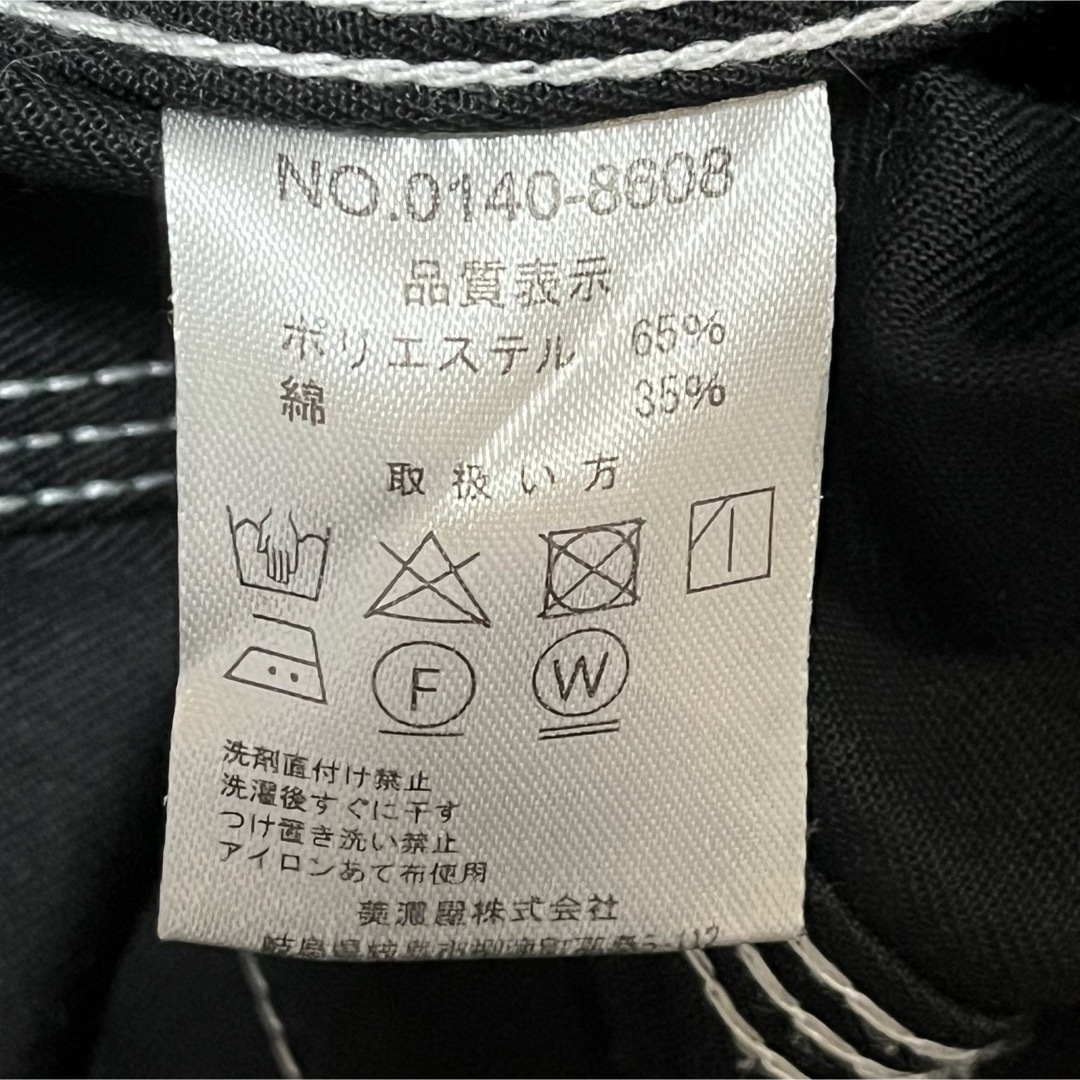 NO.0140-8608
品質表示
ポリエステル 65%
綿 35%
取扱い方
F W
洗剤直付け禁止
洗濯後すぐに干す
つけ置き洗い禁止
アイロンあて布使用
美濃屋株式会社